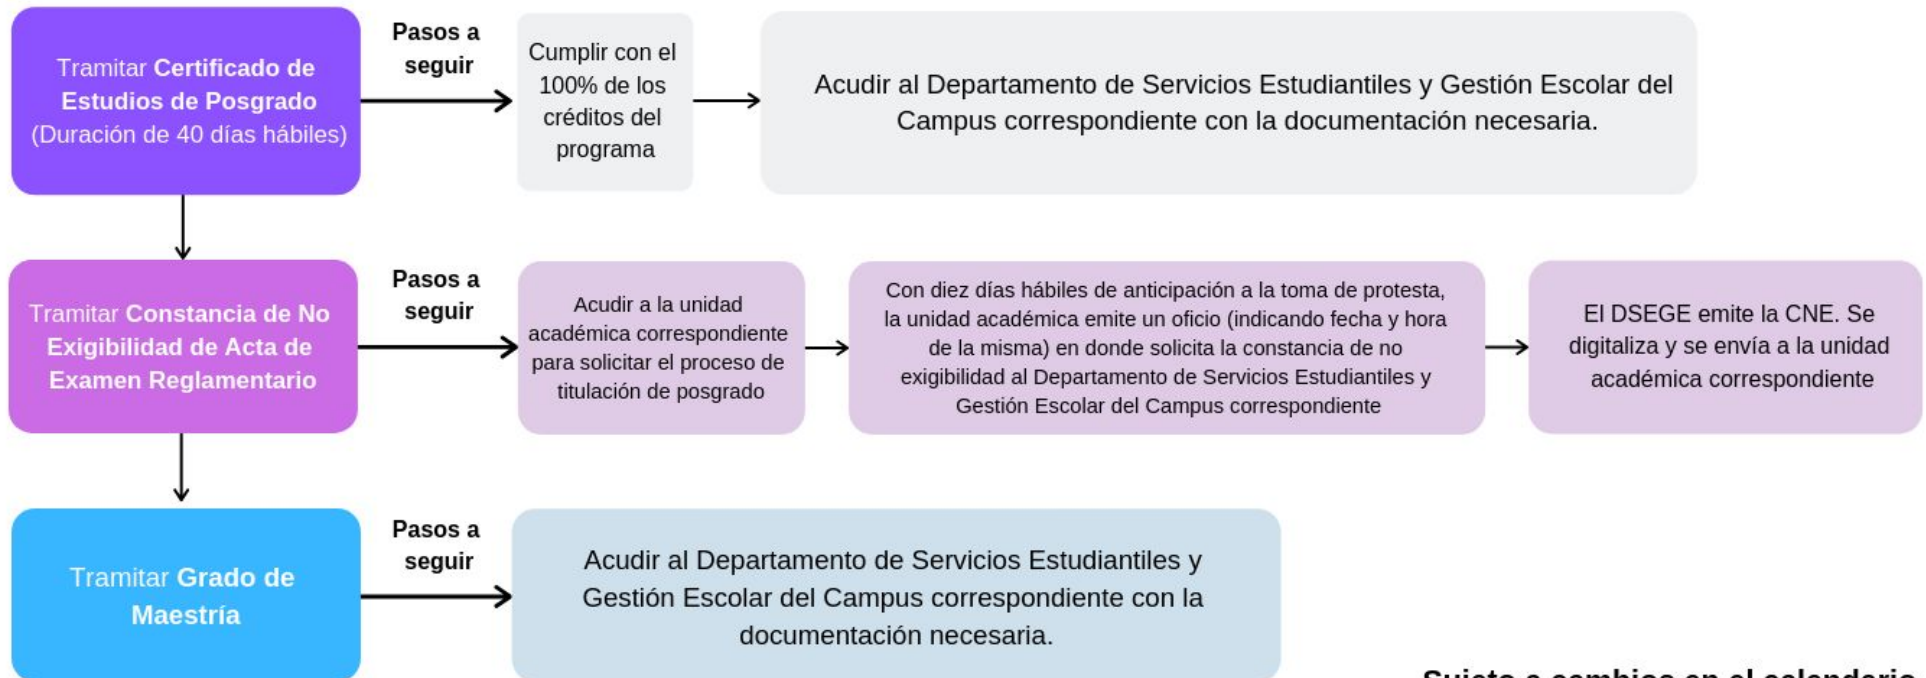 Tramitar Certificado de
Estudios de Posgrado
(Duración de 40 días hábiles)
Pasos a
seguir
Cumplir con el
100% de los
créditos del
programa
Acudir al Departamento de Servicios Estudiantiles y Gestión Escolar del
Campus correspondiente con la documentación necesaria.
Tramitar Constancia de No
Exigibilidad de Acta de
Examen Reglamentario
Pasos a
seguir
Acudir a la unidad
académica correspondiente
para solicitar el proceso de
titulación de posgrado
Con diez días hábiles de anticipación a la toma de protesta,
la unidad académica emite un oficio (indicando fecha y hora
de la misma) en donde solicita la constancia de no
exigibilidad al Departamento de Servicios Estudiantiles y
Gestión Escolar del Campus correspondiente
El DSEGE emite la CNE. Se
digitaliza y se envía a la unidad
académica correspondiente
Tramitar Grado de
Maestría
Pasos a
seguir
Acudir al Departamento de Servicios Estudiantiles y
Gestión Escolar del Campus correspondiente con la
documentación necesaria.
Sujeto a cambios en el calendario